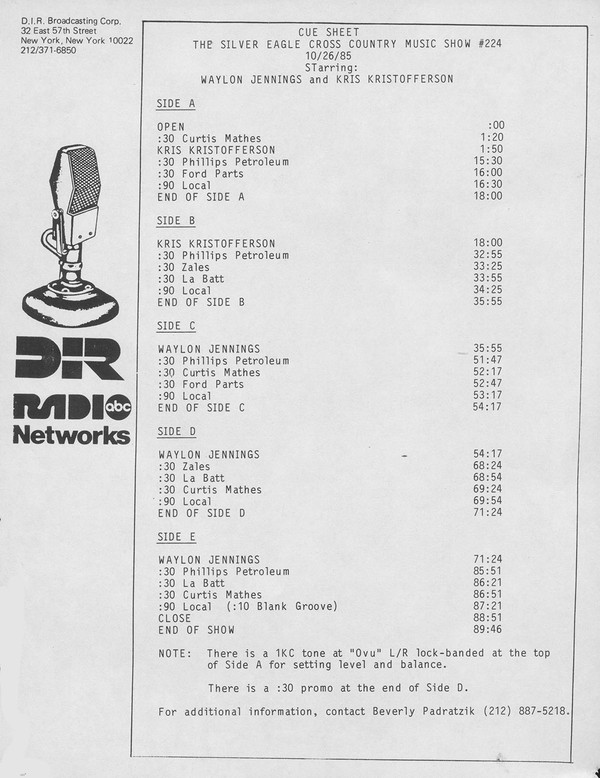 D.I.R. Broadcasting Corp.
32 East 57th Street
New York, New York 10022
212/371-6850
CUE SHEET
THE SILVER EAGLE CROSS COUNTRY MUSIC SHOW #224
10/26/85
STarring:
WAYLON JENNINGS and KRIS KRISTOFFERSON
SIDE A
OPEN :00
:30 Curtis Mathes 1:20
KRIS KRISTOFFERSON 1:50
:30 Phillips Petroleum 15:30
:30 Ford Parts 16:00
:90 Local 16:30
END OF SIDE A 18:00
SIDE B
KRIS KRISTOFFERSON 18:00
:30 Phillips Petroleum 32:55
:30 Zales 33:25
:30 La Batt 33:55
:90 Local 34:25
END OF SIDE B 35:55
SIDE C
WAYLON JENNINGS 35:55
:30 Phillips Petroleum 51:47
:30 Curtis Mathes 52:17
:30 Ford Parts 52:47
:90 Local 53:17
END OF SIDE C 54:17
SIDE D
WAYLON JENNINGS 54:17
:30 Zales 68:24
:30 La Batt 68:54
:30 Curtis Mathes 69:24
:90 Local 69:54
END OF SIDE D 71:24
SIDE E
WAYLON JENNINGS 71:24
:30 Phillips Petroleum 85:51
:30 La Batt 86:21
:30 Curtis Mathes 86:51
:90 Local (:10 Blank Groove) 87:21
CLOSE 88:51
END OF SHOW 89:46
NOTE: There is a 1KC tone at "Ovu" L/R lock-banded at the top
of Side A for setting level and balance.
There is a :30 promo at the end of Side D.
For additional information, contact Beverly Padratzik (212) 887-5218.
DIR
RADIO abc
Networks